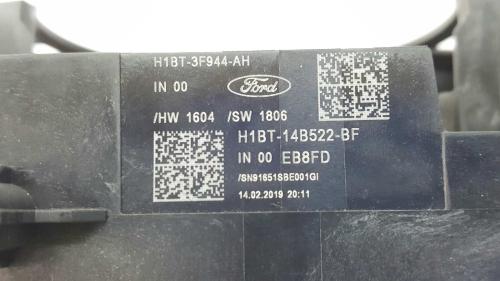 H1BT-3F944-AH
IN 00
Ford
/HW 1604 /SW 1806
H1BT-14B522-BF
IN 00 EB8FD
/SN91651SBE001GI
14.02.2019 20:11